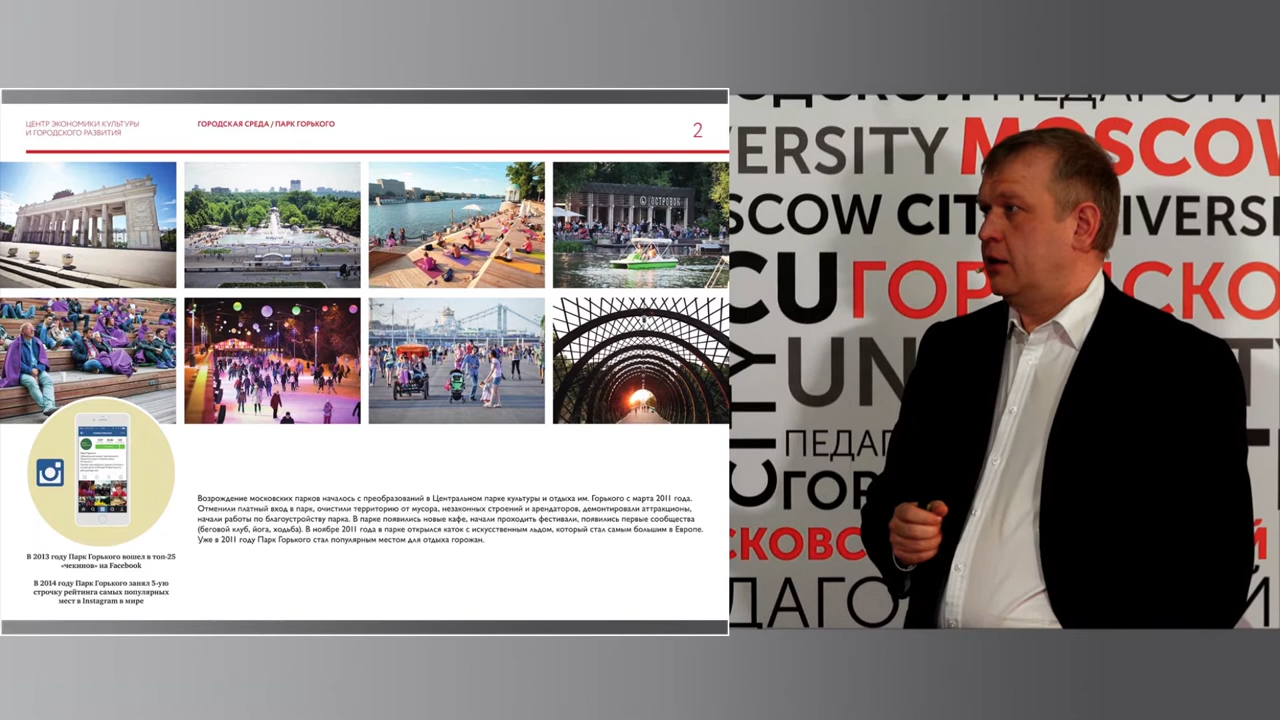 ЦЕНТР ЭКОНОМИКИ КУЛЬТУРЫ
И ГОРОДСКОГО РАЗВИТИЯ
ГОРОДСКАЯ СРЕДА / ПАРК ГОРЬКОГО
2
ОСТРОВОК
Возрождение московских парков началось с преобразований в Центральном парке культуры и отдыха им. Горького с марта 2011 года.
Отменили платный вход в парк, очистили территорию от мусора, незаконных строений и арендаторов, демонтировали аттракционы,
начали работы по благоустройству парка. В парке появились новые кафе, начали проходить фестивали, появились первые сообщества
(беговой клуб, йога, ходьба). В ноябре 2011 года в парке открылся каток с искусственным льдом, который стал самым большим в Европе.
Уже в 2011 году Парк Горького стал популярным местом для отдыха горожан.
В 2013 году Парк Горького вошел в топ-25
«чекинов» на Facebook
В 2014 году Парк Горького занял 5-ую
строчку рейтинга самых популярных
мест в Instagram в мире
ОДСКОЙ ПЕДАГОГИ
VERSITY MOSCOW
OSCOW CITY UNIVERSI
CU ГОРОДСКО
CITY
UN
TY
ПЕДАГ
ГОР
СКОВС
Й
ДАГО